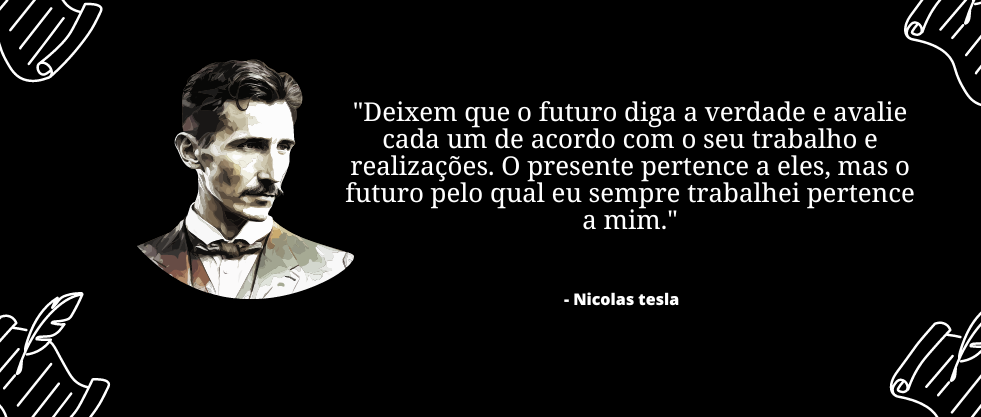 "Deixem que o futuro diga a verdade e avalie
cada um de acordo com o seu trabalho e
realizações. O presente pertence a eles, mas o
futuro pelo qual eu sempre trabalhei pertence
a mim."
- Nicolas tesla